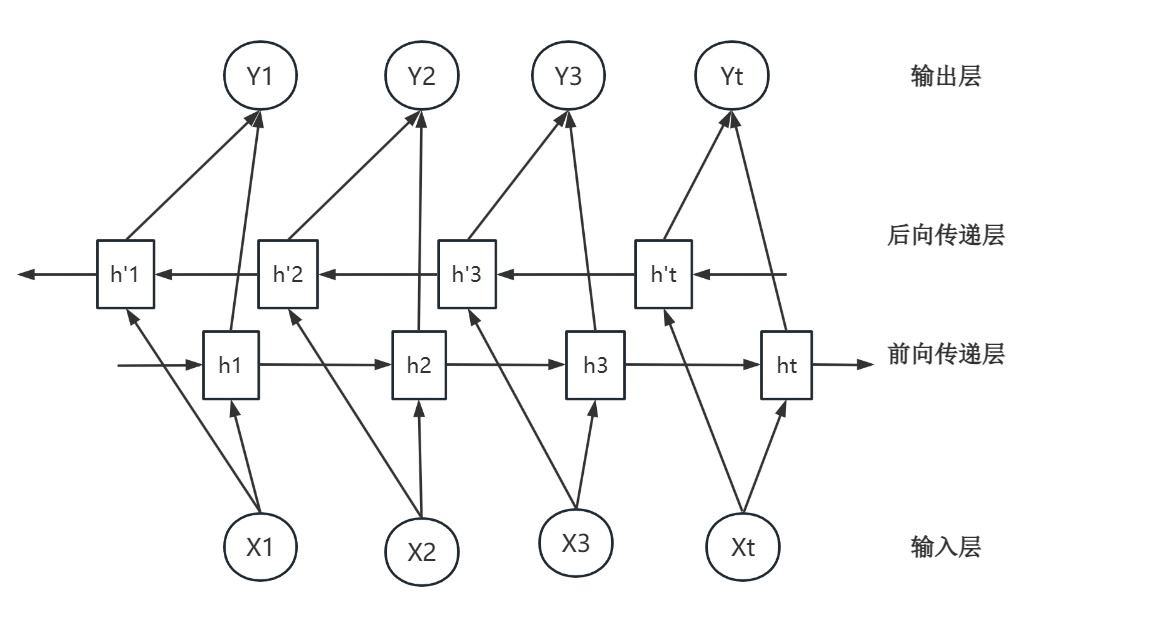 Y1 Y2 Y3 Yt 输出层
后向传递层
h'1 h'2 h'3 h't
前向传递层
h1 h2 h3 ht
X1 X2 X3 Xt 输入层